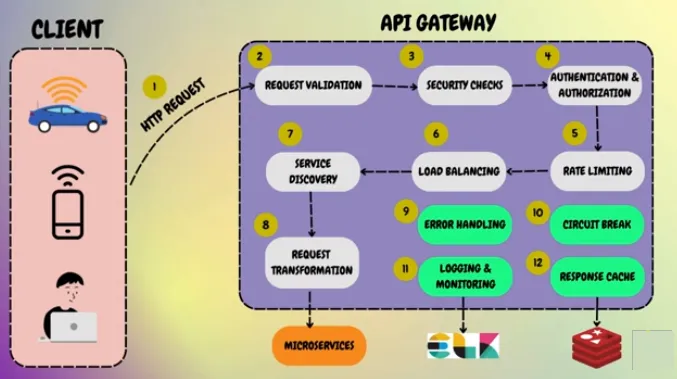 CLIENT
API GATEWAY
1
HTTP REQUEST
2
REQUEST VALIDATION
3
SECURITY CHECKS
4
AUTHENTICATION &
AUTHORIZATION
7
SERVICE
DISCOVERY
6
LOAD BALANCING
5
RATE LIMITING
8
REQUEST
TRANSFORMATION
9
ERROR HANDLING
10
CIRCUIT BREAK
11
LOGGING &
MONITORING
12
RESPONSE CACHE
MICROSERVICES
ELK